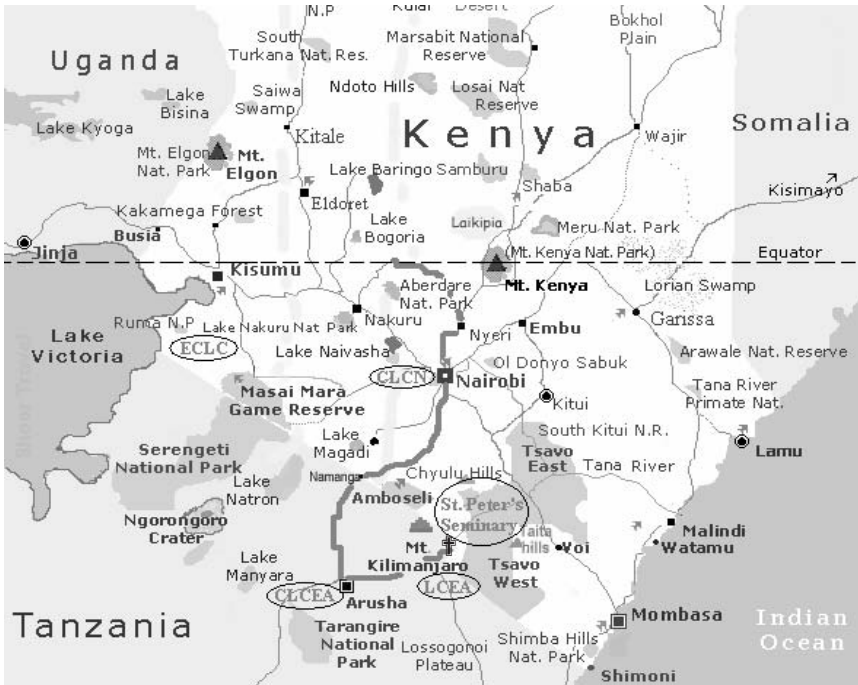 N.P
Desert
Uganda
South
Turkana Nat. Res.
Marsabit National
Reserve
Bokhol
Plain
Lake
Bisina
Saiwa
Swamp
Ndoto Hills
Losai Nat
Reserve
Lake Kyoga
Kitale
Kenya
Wajir
Somalia
Mt. Elgon
Nat. Park
Mt.
Elgon
Lake Baringo
Samburu
Shaba
Kisimayo
Eldoret
Kakamega Forest
Lake
Bogoria
Laikipia
Meru Nat. Park
Busia
Jinja
(Mt. Kenya Nat. Park)
Equator
Kisumu
Aberdare
Nat. Park
Mt. Kenya
Lorian Swamp
Ruma N.P
Lake Nakuru Nat Park
Nakuru
Nyeri
Embu
Garissa
Lake
Victoria
ECLC
Lake Naivasha
Ol Donyo Sabuk
Arawale Nat. Reserve
CLCN
Nairobi
Masai Mara
Game Reserve
Kitui
Tana River
Primate Nat.
Lake
Magadi
South Kitui N.R.
Serengeti
National Park
Tsavo
East
Lamu
Lake
Natron
Namanga
Chyulu Hills
Tana River
Amboseli
St.Peter's
Seminary
Ngorongoro
Crater
Taita
hills
Malindi
Watamu
Mt.
Kilimanjaro
Voi
Lake
Manyara
Tsavo
West
CLCEA
LCEA
Arusha
Mombasa
Tanzania
Tarangire
National
Park
Lossogonoi
Plateau
Shimba Hills
Nat. Park
Indian
Ocean
Shimoni